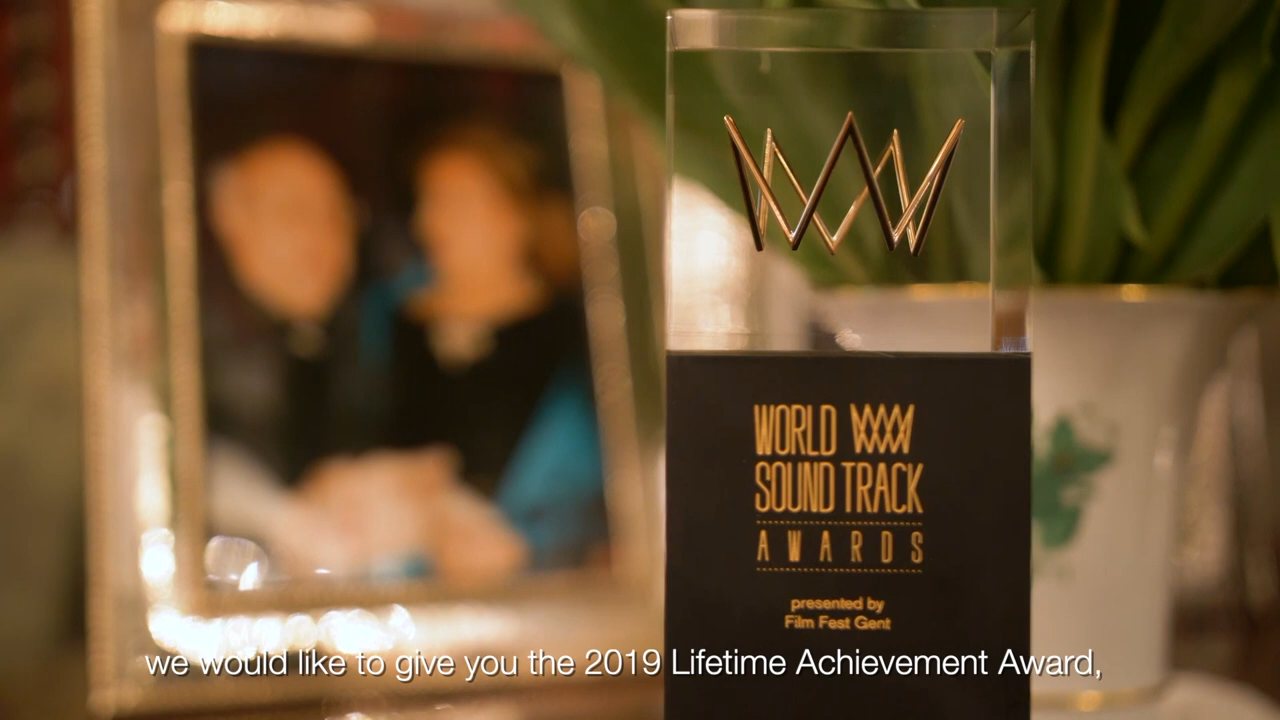 WORLD
SOUND TRACK
AWARDS
presented by
Film Fest Gent
we would like to give you the 2019 Lifetime Achievement Award,